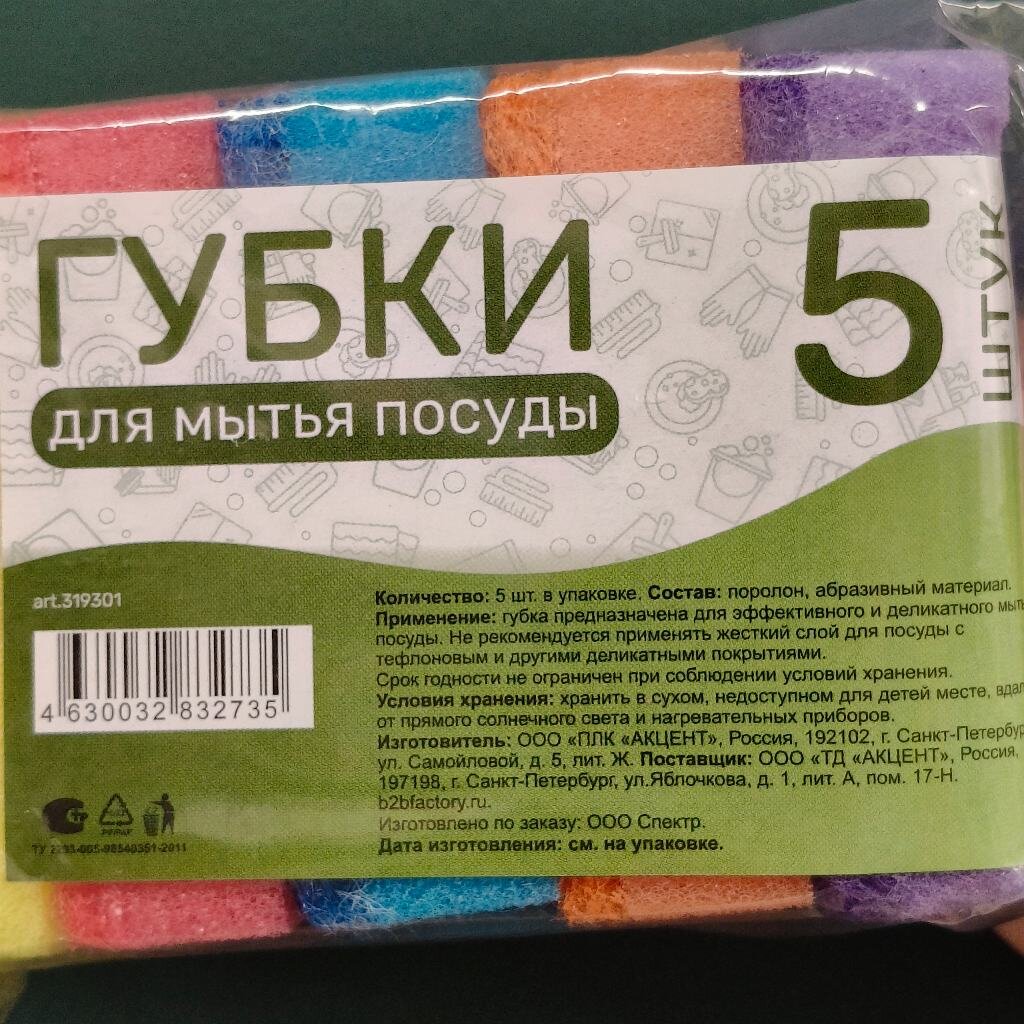 ГУБКИ
для мытья посуды
5
ШТУК
art.319301
4 630032 832735
Количество: 5 шт. в упаковке. Состав: поролон, абразивный материал.
Применение: губка предназначена для эффективного и деликатного мыть
посуды. Не рекомендуется применять жесткий слой для посуды с
тефлоновым и другими деликатными покрытиями.
Срок годности не ограничен при соблюдении условий хранения.
Условия хранения: хранить в сухом, недоступном для детей месте, вдал
от прямого солнечного света и нагревательных приборов.
Изготовитель: ООО «ПЛК «АКЦЕНТ», Россия, 192102, г. Санкт-Петербур
ул. Самойловой, д. 5, лит. Ж. Поставщик: ООО «ТД «АКЦЕНТ», Россия,
197198, г. Санкт-Петербург, ул.Яблочкова, д. 1, лит. А, пом. 17-Н.
b2bfactory.ru.
Изготовлено по заказу: ООО Спектр.
Дата изготовления: см. на упаковке.
ТУ